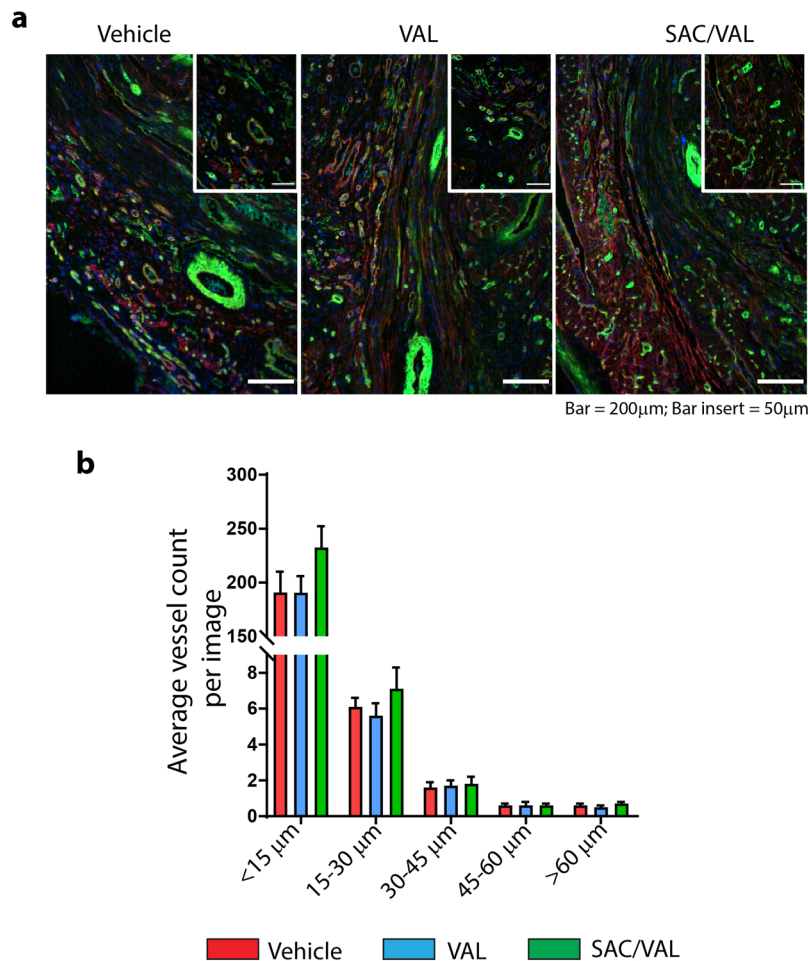 a
Vehicle VAL SAC/VAL
Bar = 200μm; Bar insert = 50μm
b
Average vessel count
per image
300
250
200
150
8
6
4
2
0
<15 μm 15-30 μm 30-45 μm 45-60 μm >60 μm
Vehicle VAL SAC/VAL